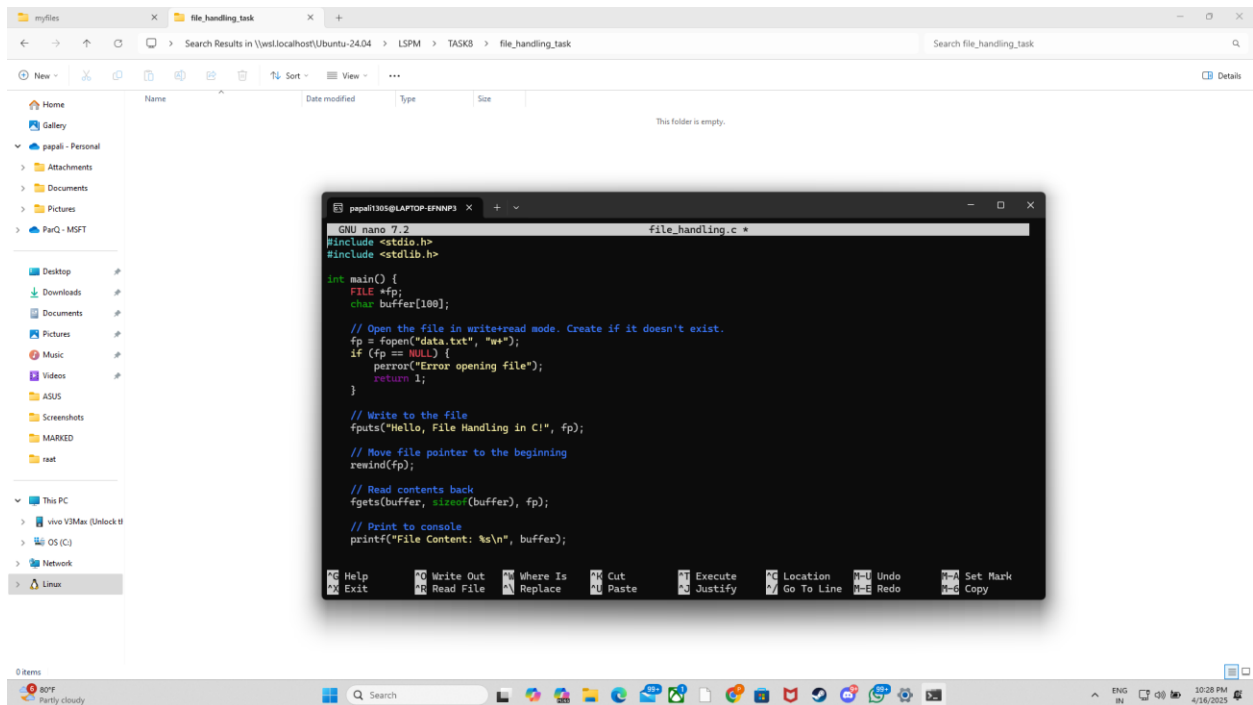 myfiles
file_handling_task
Search Results in \\wsl.localhost\Ubuntu-24.04 > LSPM > TASK8 > file_handling_task
Search file_handling_task
New
Sort
View
Details
Name
Date modified
Type
Size
This folder is empty.
Home
Gallery
papali - Personal
Attachments
Documents
Pictures
ParQ - MSFT
Desktop
Downloads
Documents
Pictures
Music
Videos
ASUS
Screenshots
MARKED
raat
This PC
vivo V3Max (Unlock th
OS (C:)
Network
Linux
papali1305@LAPTOP-EFNNP3
GNU nano 7.2 file_handling.c *
#include <stdio.h>
#include <stdlib.h>
int main() {
FILE *fp;
char buffer[100];
// Open the file in write+read mode. Create if it doesn't exist.
fp = fopen("data.txt", "w+");
if (fp == NULL) {
perror("Error opening file");
return 1;
}
// Write to the file
fputs("Hello, File Handling in C!", fp);
// Move file pointer to the beginning
rewind(fp);
// Read contents back
fgets(buffer, sizeof(buffer), fp);
// Print to console
printf("File Content: %s\n", buffer);
^G Help ^O Write Out ^W Where Is ^K Cut ^T Execute ^C Location M-U Undo M-A Set Mark
^X Exit ^R Read File ^\ Replace ^U Paste ^J Justify ^/ Go To Line M-E Redo M-6 Copy
0 items
6
80°F
Partly cloudy
Search
99+
99+
ENG
IN
10:28 PM
4/16/2025